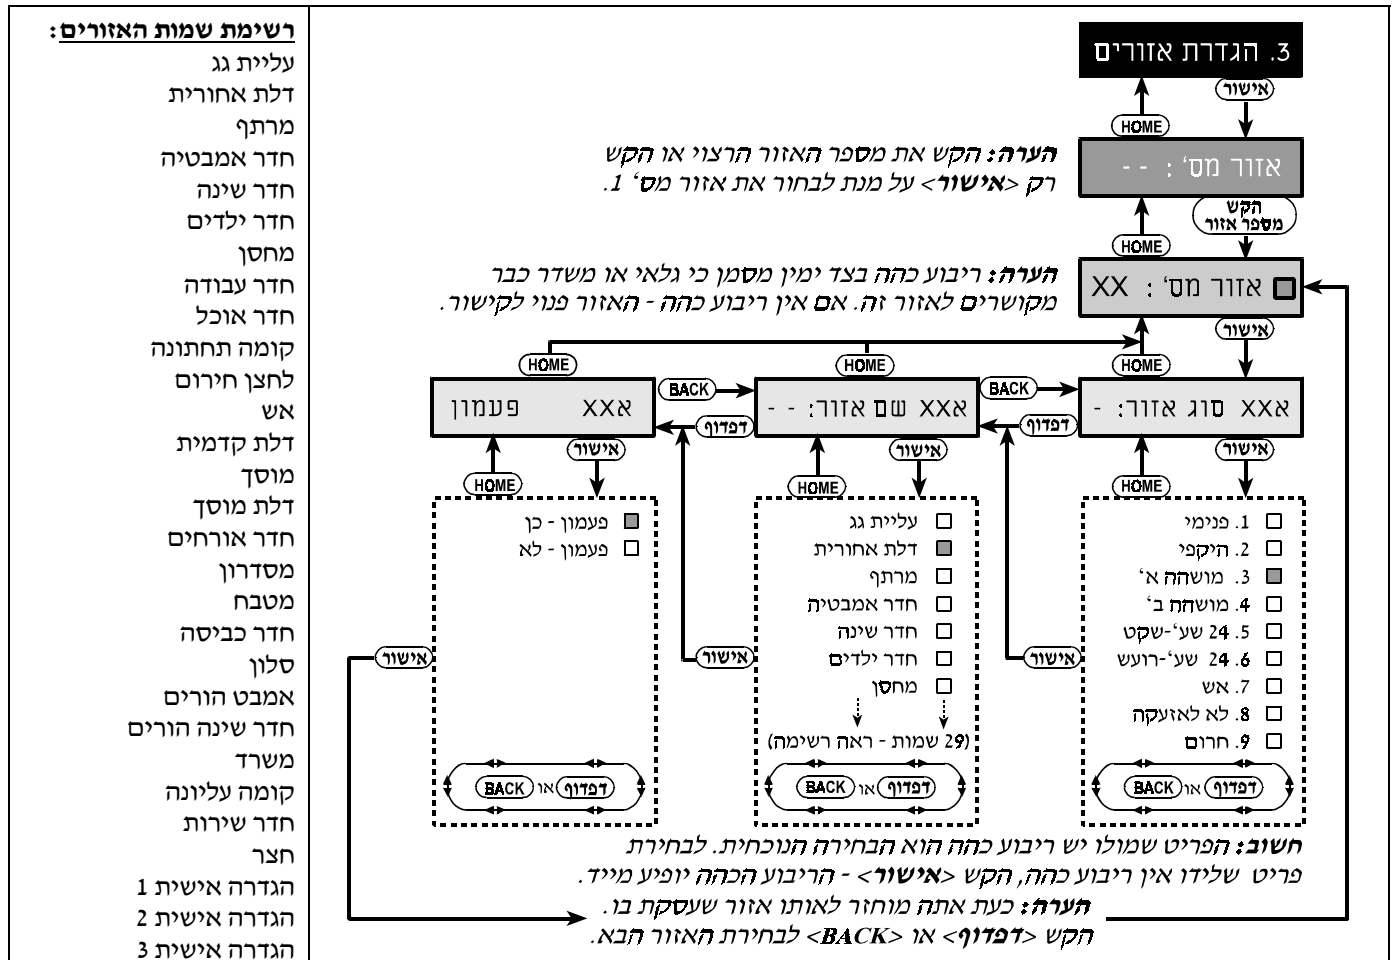 3. הגדרת אזורים
אישור
HOME
אזור מס': - -
הערה: הקש את מספר האזור הרצוי או הקש
רק <אישור> על מנת לבחור את אזור מס' 1.
הקש
מספר אזור
HOME
אזור מס': XX
הערה: ריבוע כהה בצד ימין מסמן כי גלאי או משדר כבר
מקושרים לאזור זה. אם אין ריבוע כהה - האזור פנוי לקישור.
אישור
HOME
HOME
HOME
אXX סוג אזור: -
BACK
דפדוף
אXX שם אזור: - -
BACK
דפדוף
אXX פעמון
אישור
HOME
אישור
HOME
אישור
HOME
1. פנימי
2. היקפי
3. מושהה א'
4. מושהה ב'
5. 24 שע'-שקט
6. 24 שע'-רועש
7. אש
8. לא לאזעקה
9. חרום
דפדוף או BACK
אישור
עליית גג
דלת אחורית
מרתף
חדר אמבטיה
חדר שינה
חדר ילדים
מחסן
(29 שמות - ראה רשימה)
דפדוף או BACK
אישור
פעמון - כן
פעמון - לא
דפדוף או BACK
אישור
חשוב: הפריט שמולו יש ריבוע כהה הוא הבחירה הנוכחית. לבחירת
פריט שלידו אין ריבוע כהה, הקש <אישור> - הריבוע הכהה יופיע מייד.
הערה: כעת אתה מוחזר לאותו אזור שעסקת בו.
הקש <דפדוף> או <BACK> לבחירת האזור הבא.
רשימת שמות האזורים:
עליית גג
דלת אחורית
מרתף
חדר אמבטיה
חדר שינה
חדר ילדים
מחסן
חדר עבודה
חדר אוכל
קומה תחתונה
לחצן חירום
אש
דלת קדמית
מוסך
דלת מוסך
חדר אורחים
מסדרון
מטבח
חדר כביסה
סלון
אמבט הורים
חדר שינה הורים
משרד
קומה עליונה
חדר שירות
חצר
הגדרה אישית 1
הגדרה אישית 2
הגדרה אישית 3